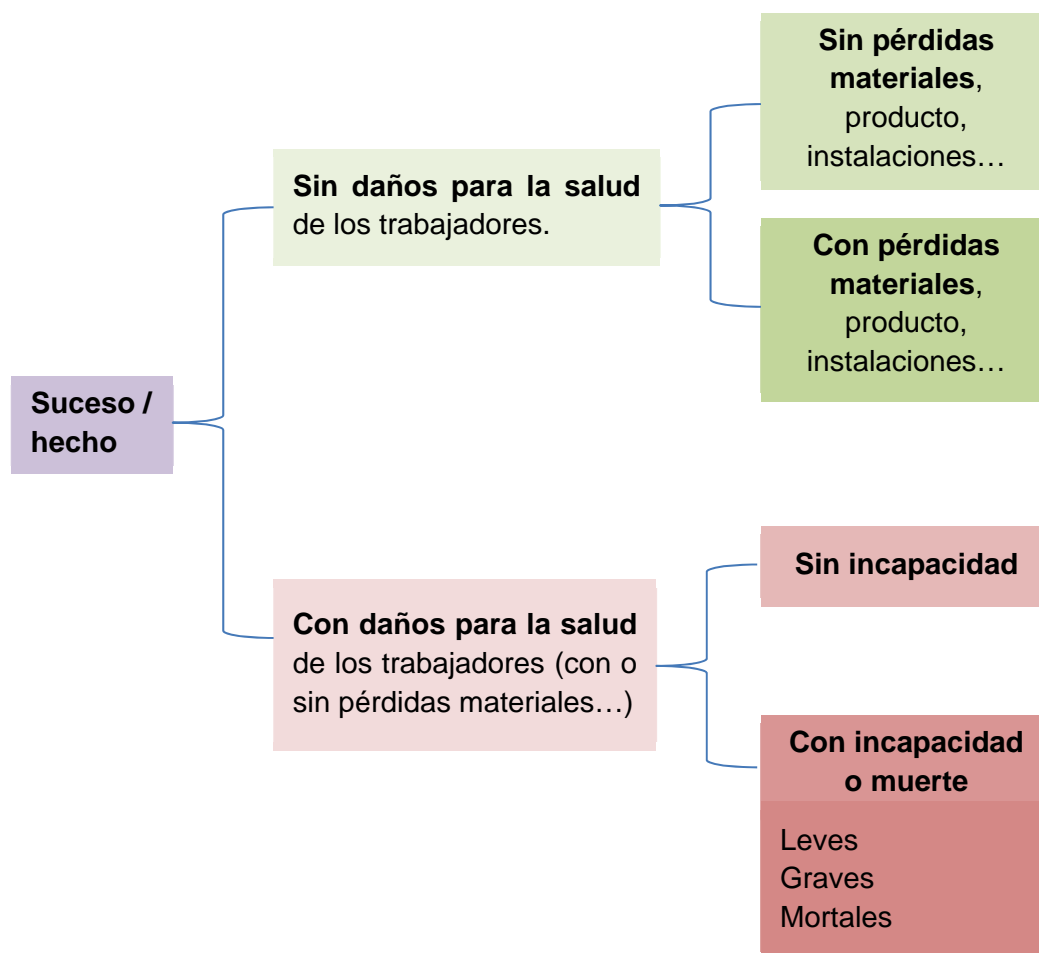 Suceso /
hecho
Sin daños para la salud
de los trabajadores.
Sin pérdidas
materiales,
producto,
instalaciones…
Con pérdidas
materiales,
producto,
instalaciones…
Con daños para la salud
de los trabajadores (con o
sin pérdidas materiales…)
Sin incapacidad
Con incapacidad
o muerte
Leves
Graves
Mortales